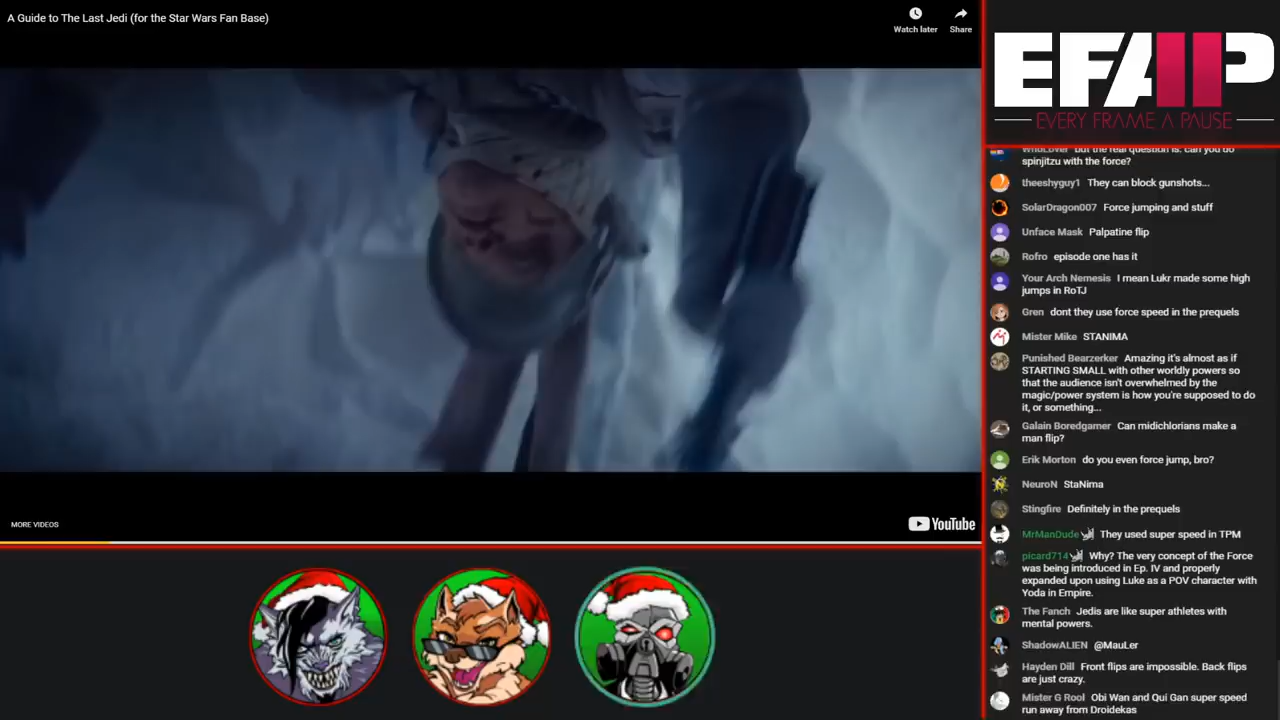 A Guide to The Last Jedi (for the Star Wars Fan Base)
Watch later
Share
MORE VIDEOS
YouTube
EFAP
EVERY FRAME A PAUSE
WhoLover but the real question is: can you do
spinjitzu with the force?
theeshyguy1 They can block gunshots...
SolarDragon007 Force jumping and stuff
Unface Mask Palpatine flip
Rofro episode one has it
Your Arch Nemesis I mean Lukr made some high
jumps in RoTJ
Gren dont they use force speed in the prequels
Mister Mike STANIMA
Punished Bearzerker Amazing it's almost as if
STARTING SMALL with other worldly powers so
that the audience isn't overwhelmed by the
magic/power system is how you're supposed to do
it, or something...
Galain Boredgamer Can midichlorians make a
man flip?
Erik Morton do you even force jump, bro?
NeuroN StaNima
Stingfire Definitely in the prequels
MrManDude They used super speed in TPM
picard714 Why? The very concept of the Force
was being introduced in Ep. IV and properly
expanded upon using Luke as a POV character with
Yoda in Empire.
The Fanch Jedis are like super athletes with
mental powers.
ShadowALIEN @MauLer
Hayden Dill Front flips are impossible. Back flips
are just crazy.
Mister G Rool Obi Wan and Qui Gan super speed
run away from Droidekas